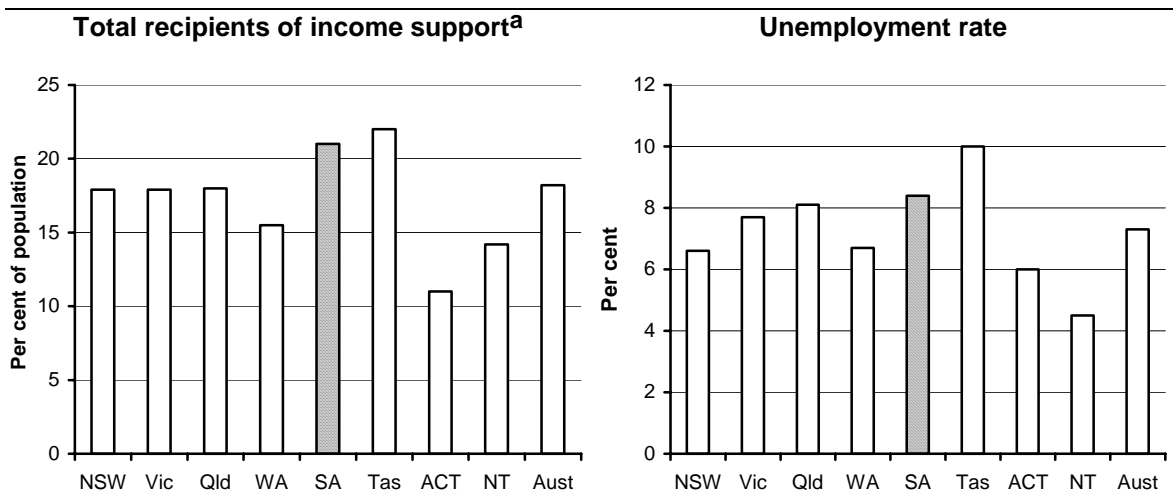 Total recipients of income supporta
Per cent of population
25
20
15
10
5
0
NSW Vic Qld WA SA Tas ACT NT Aust
Unemployment rate
Per cent
12
10
8
6
4
2
0
NSW Vic Qld WA SA Tas ACT NT Aust